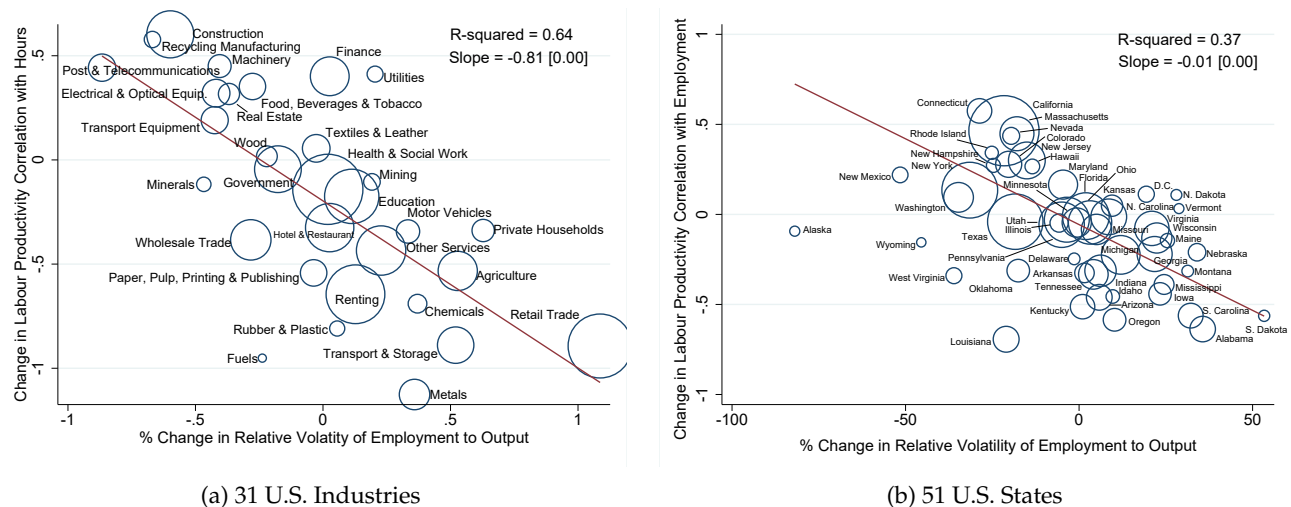 Change in Labour Productivity Correlation with Hours
.5
0
-.5
-1
R-squared = 0.64
Slope = -0.81 [0.00]
Construction
Recycling Manufacturing
Finance
Machinery
Post & Telecommunications
Utilities
Electrical & Optical Equip.
Food, Beverages & Tobacco
Real Estate
Transport Equipment
Textiles & Leather
Wood
Health & Social Work
Mining
Minerals
Government
Education
Motor Vehicles
Private Households
Hotel & Restaurant
Wholesale Trade
Other Services
Paper, Pulp, Printing & Publishing
Agriculture
Renting
Chemicals
Retail Trade
Rubber & Plastic
Fuels
Transport & Storage
Metals
-1
-.5
0
.5
1
% Change in Relative Volatity of Employment to Output
(a) 31 U.S. Industries
Change in Labour Productivity Correlation with Employment
1
.5
0
-.5
-1
R-squared = 0.37
Slope = -0.01 [0.00]
Connecticut
California
Massachusetts
Nevada
Rhode Island
Colorado
New Jersey
New Hampshire
Hawaii
New York
Maryland
Ohio
New Mexico
Florida
Minnesota
Kansas
D.C.
N. Dakota
Washington
N. Carolina
Vermont
Utah
Virginia
Alaska
Illinois
Missouri
Wisconsin
Texas
Maine
Wyoming
Michigan
Nebraska
Pennsylvania
Delaware
Georgia
West Virginia
Arkansas
Montana
Oklahoma
Tennessee
Indiana
Mississippi
Idaho
Iowa
Kentucky
Arizona
S. Carolina
Oregon
S. Dakota
Louisiana
Alabama
-100
-50
0
50
% Change in Relative Volatility of Employment to Output
(b) 51 U.S. States